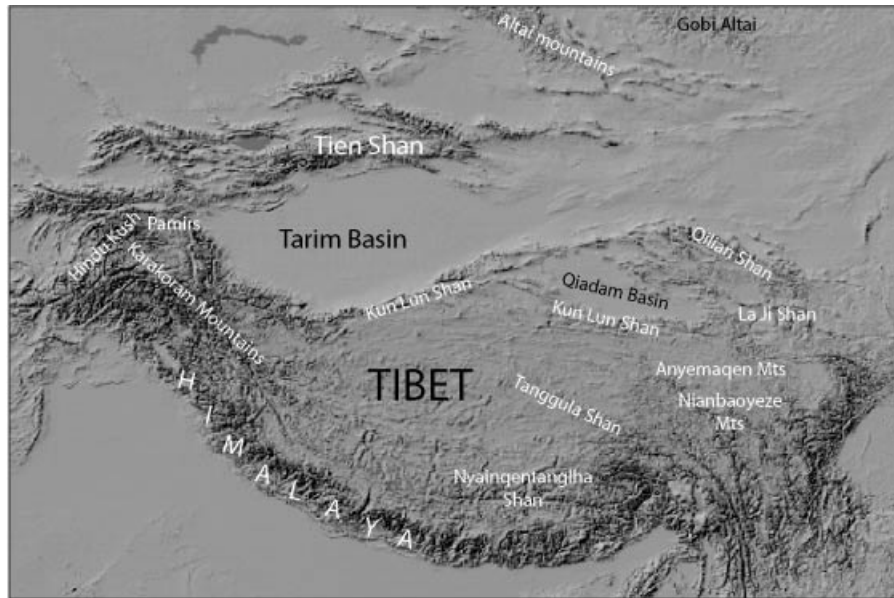 Gobi Altai
Altai mountains
Tien Shan
Pamirs
Hindu Kush
Tarim Basin
Qilian Shan
Karakoram Mountains
Kun Lun Shan
Qiadam Basin
Kun Lun Shan
La Ji Shan
Anyemaqen Mts
TIBET
Tanggula Shan
Nianbaoyeze
Mts
HIMALAYA
Nyainqentanglha
Shan